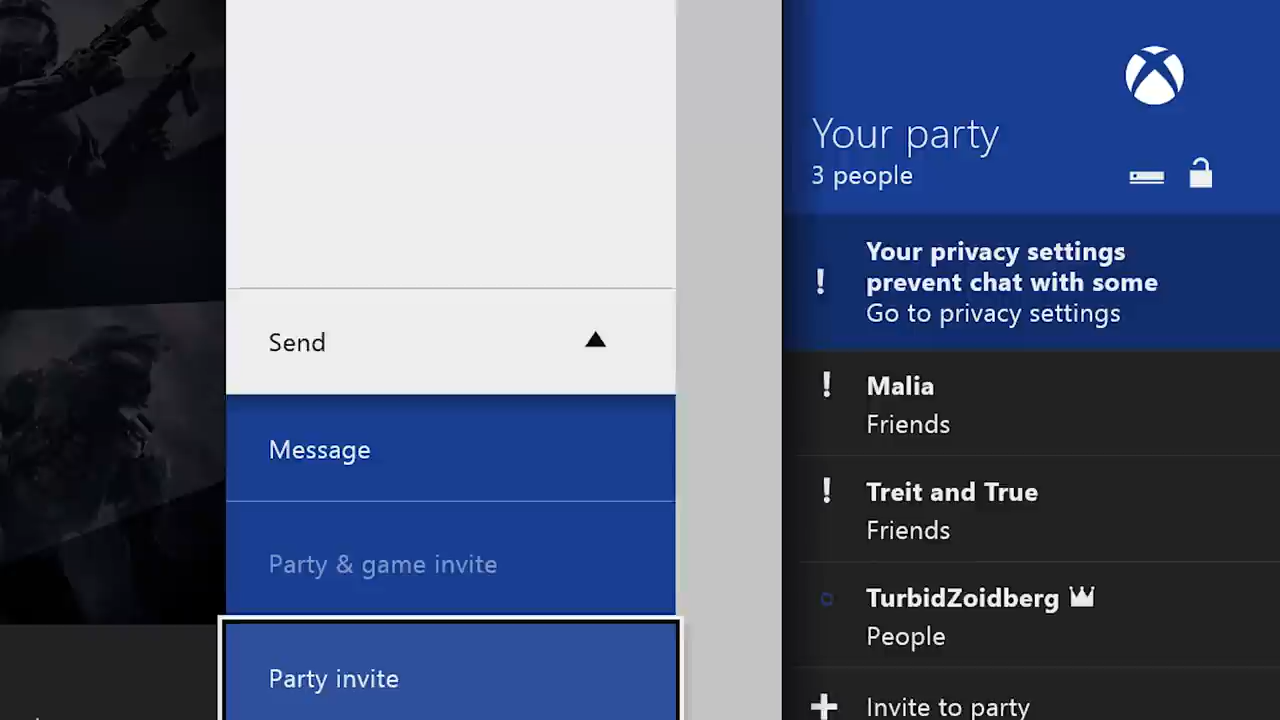 Send
Message
Party & game invite
Party invite
Your party
3 people
Your privacy settings
prevent chat with some
Go to privacy settings
Malia
Friends
Treit and True
Friends
TurbidZoidberg
People
Invite to party